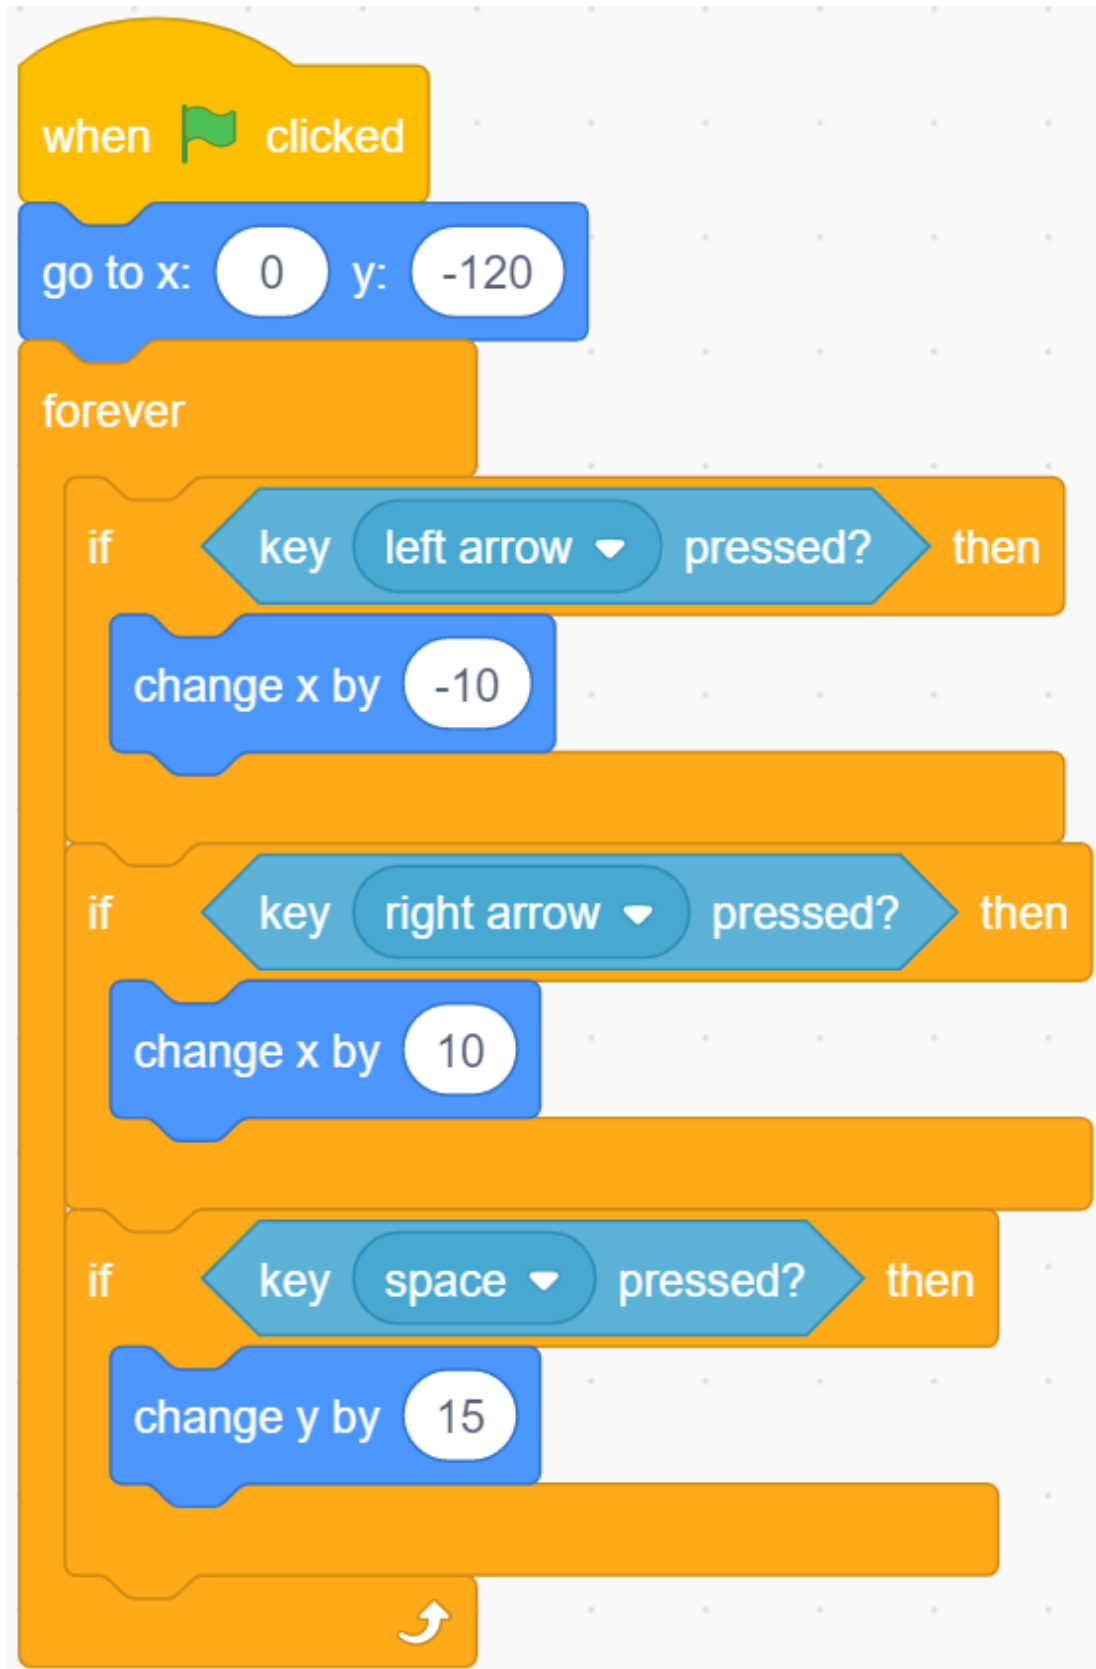 when clicked
go to x: 0 y: -120
forever
if key left arrow pressed? then
change x by -10
if key right arrow pressed? then
change x by 10
if key space pressed? then
change y by 15